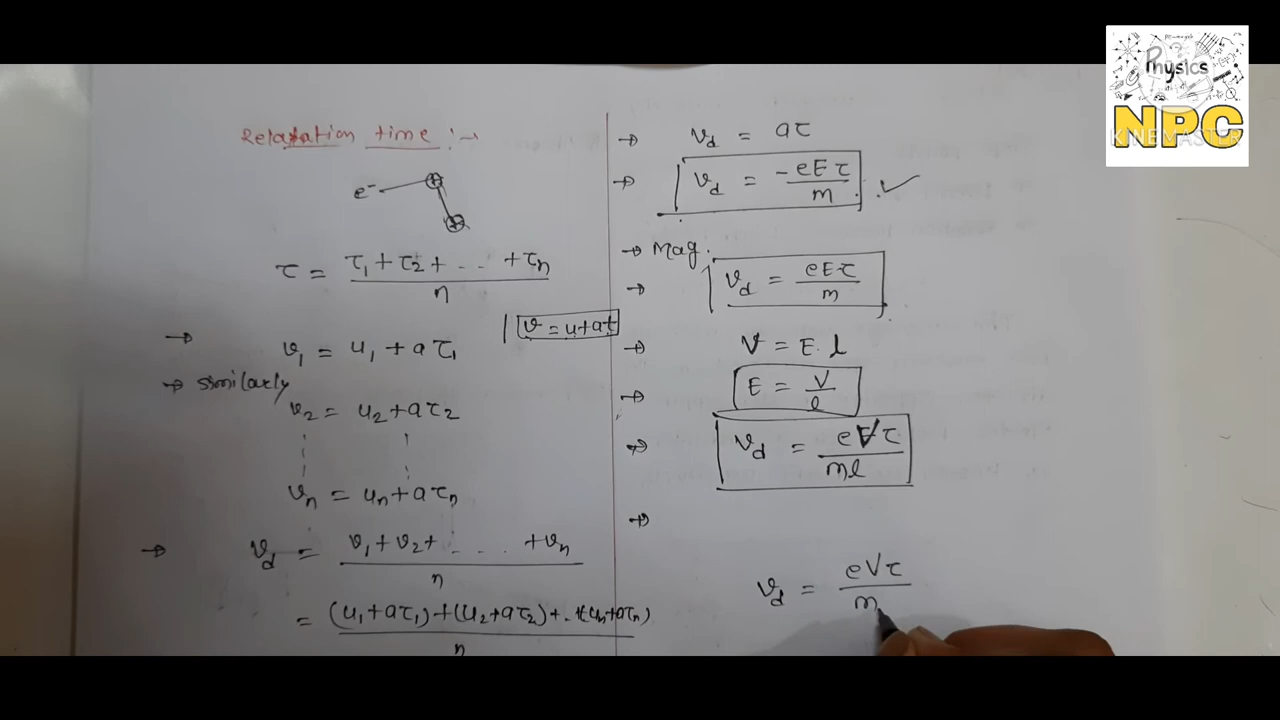 Physics
NPC
KINEMASTER
Relaxation time :→
e⁻
τ = (τ₁ + τ₂ + .. .. + τₙ) / n
v = u + at
→ v₁ = u₁ + aτ₁
→ similarly
v₂ = u₂ + aτ₂
vₙ = uₙ + aτₙ
→ v_d = (v₁ + v₂ + . . . + vₙ) / n
= ((u₁ + aτ₁) + (u₂ + aτ₂) + . + (uₙ + aτₙ)) / n
→ v_d = aτ
→ v_d = -eEτ / m
→ Mag.
→ v_d = eEτ / m
→ V = E . l
→ E = V / l
→ v_d = eVτ / ml
→
v_d = eVτ / m